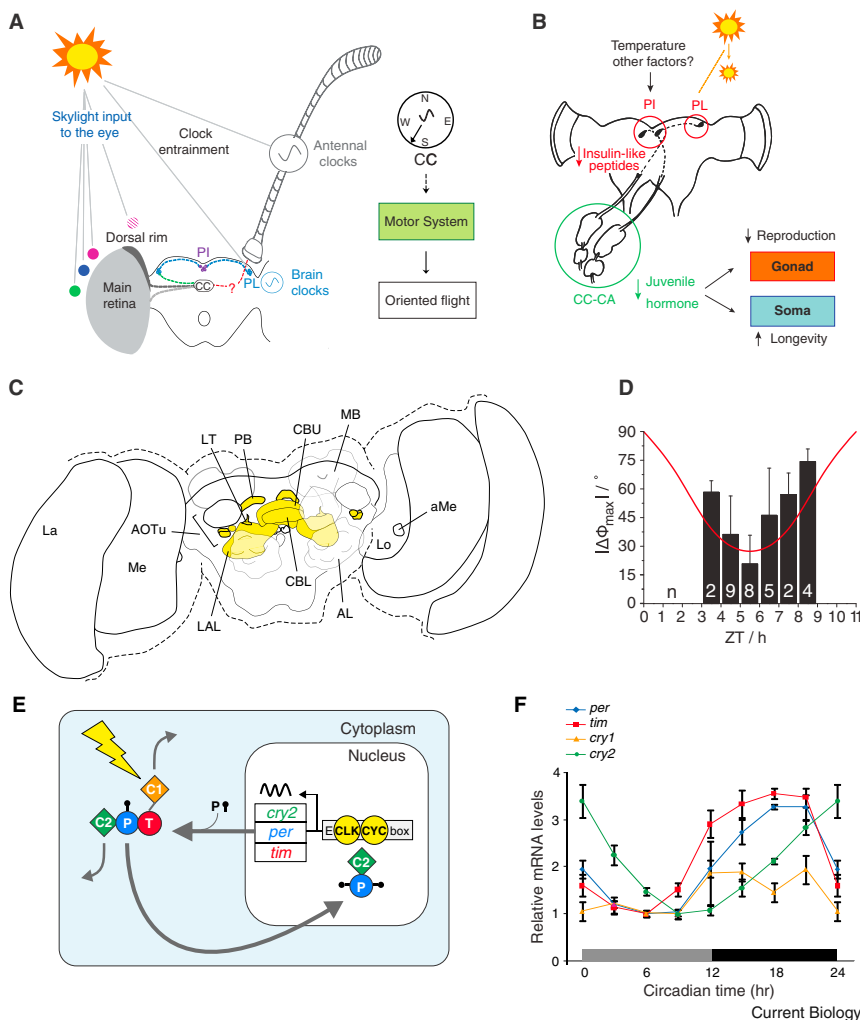 A
Skylight input
to the eye
Clock
entrainment
Antennal
clocks
Dorsal rim
PI
CC
?
PL
Brain
clocks
Main
retina
N
W
E
S
CC
Motor System
Oriented flight
B
Temperature
other factors?
PI
PL
Insulin-like
peptides
CC-CA
Juvenile
hormone
Reproduction
Gonad
Soma
Longevity
C
La
Me
AOTu
LT
PB
CBU
MB
aMe
Lo
LAL
CBL
AL
D
|ΔΦmax| / °
90
75
60
45
30
15
0
n
2
9
8
5
2
4
0 1 2 3 4 5 6 7 8 9 10 11
ZT / h
E
Cytoplasm
Nucleus
C1
C2
P
T
P
cry2
per
tim
E
CLK
CYC
box
C2
P
F
per
tim
cry1
cry2
Relative mRNA levels
4
3
2
1
0
0 6 12 18 24
Circadian time (hr)
Current Biology